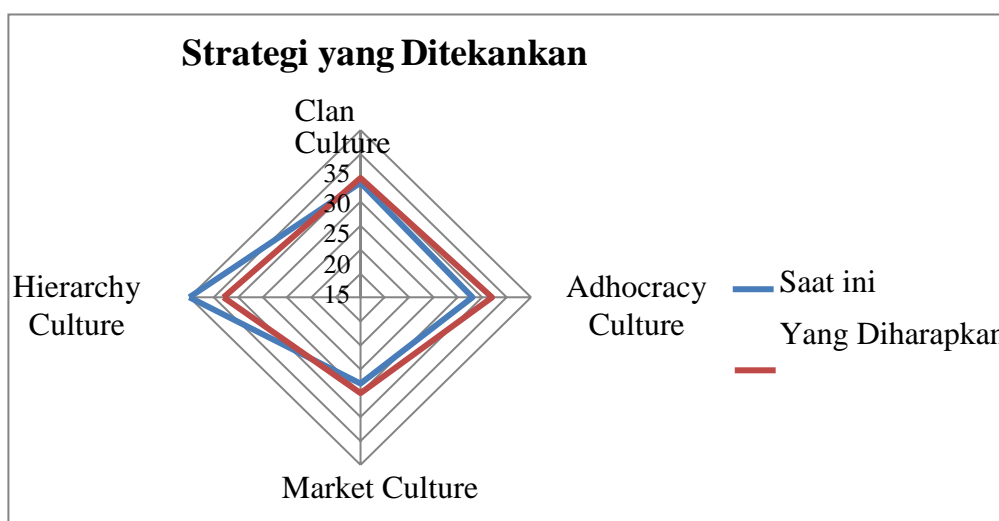 Strategi yang Ditekankan
Clan
Culture
35
30
25
20
15
Hierarchy
Culture
Adhocracy
Culture
Saat ini
Yang Diharapkan
Market Culture